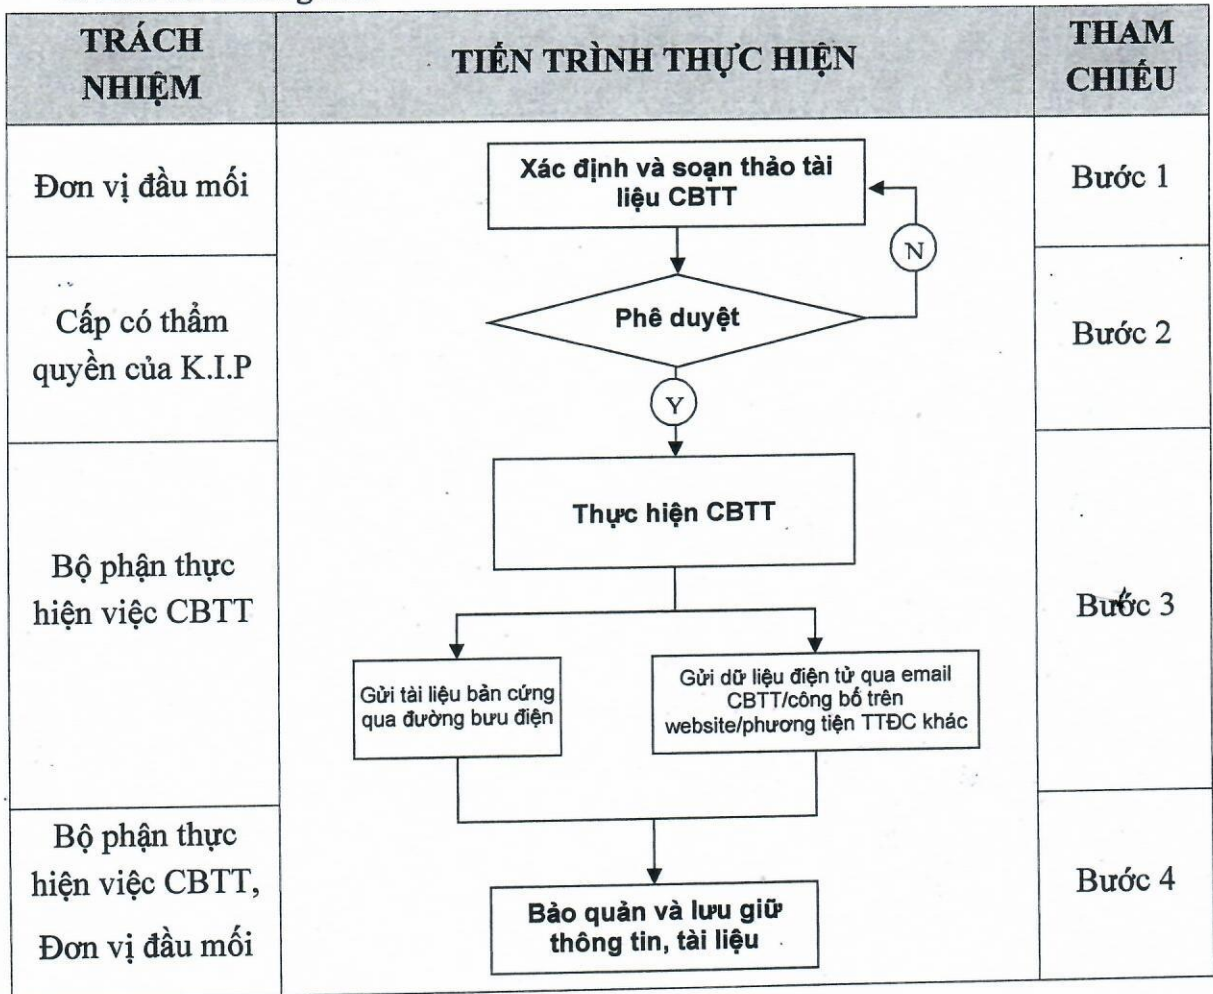 TRÁCH
NHIỆM
TIẾN TRÌNH THỰC HIỆN
THAM
CHIẾU
Đơn vị đầu mối
Xác định và soạn thảo tài
liệu CBTT
Bước 1
N
Cấp có thẩm
quyền của K.I.P
Phê duyệt
Bước 2
Y
Bộ phận thực
hiện việc CBTT
Thực hiện CBTT
Bước 3
Gửi tài liệu bản cứng
qua đường bưu điện
Gửi dữ liệu điện tử qua email
CBTT/công bố trên
website/phương tiện TTĐC khác
Bộ phận thực
hiện việc CBTT,
Đơn vị đầu mối
Bảo quản và lưu giữ
thông tin, tài liệu
Bước 4